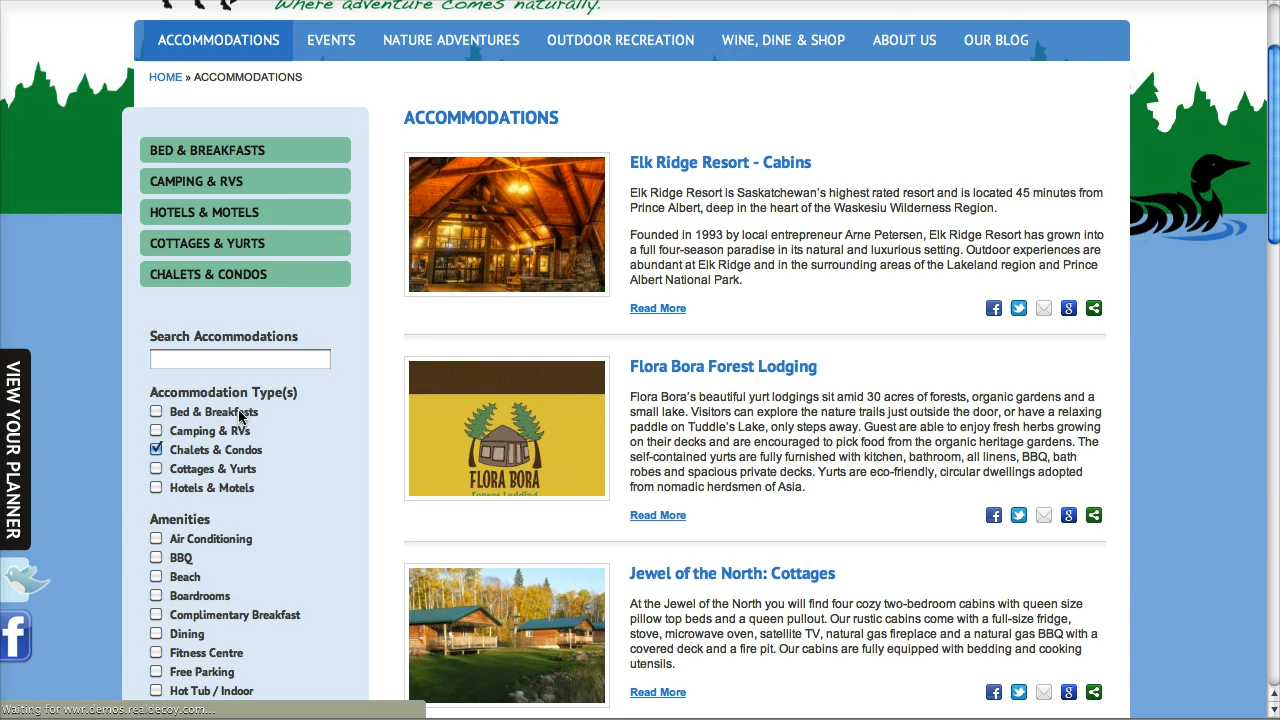 Where adventure comes naturally.
ACCOMMODATIONS EVENTS NATURE ADVENTURES OUTDOOR RECREATION WINE, DINE & SHOP ABOUT US OUR BLOG
HOME » ACCOMMODATIONS
BED & BREAKFASTS
CAMPING & RVS
HOTELS & MOTELS
COTTAGES & YURTS
CHALETS & CONDOS
Search Accommodations
Accommodation Type(s)
Bed & Breakfasts
Camping & RVs
Chalets & Condos
Cottages & Yurts
Hotels & Motels
Amenities
Air Conditioning
BBQ
Beach
Boardrooms
Complimentary Breakfast
Dining
Fitness Centre
Free Parking
Hot Tub / Indoor
VIEW YOUR PLANNER
f
Waiting for wwr.demos.realdecoy.com...
ACCOMMODATIONS
Elk Ridge Resort - Cabins
Elk Ridge Resort is Saskatchewan's highest rated resort and is located 45 minutes from
Prince Albert, deep in the heart of the Waskesiu Wilderness Region.
Founded in 1993 by local entrepreneur Arne Petersen, Elk Ridge Resort has grown into
a full four-season paradise in its natural and luxurious setting. Outdoor experiences are
abundant at Elk Ridge and in the surrounding areas of the Lakeland region and Prince
Albert National Park.
Read More
FLORA BORA
Forest Lodging
Flora Bora Forest Lodging
Flora Bora's beautiful yurt lodgings sit amid 30 acres of forests, organic gardens and a
small lake. Visitors can explore the nature trails just outside the door, or have a relaxing
paddle on Tuddle's Lake, only steps away. Guest are able to enjoy fresh herbs growing
on their decks and are encouraged to pick food from the organic heritage gardens. The
self-contained yurts are fully furnished with kitchen, bathroom, all linens, BBQ, bath
robes and spacious private decks. Yurts are eco-friendly, circular dwellings adopted
from nomadic herdsmen of Asia.
Read More
Jewel of the North: Cottages
At the Jewel of the North you will find four cozy two-bedroom cabins with queen size
pillow top beds and a queen pullout. Our rustic cabins come with a full-size fridge,
stove, microwave oven, satellite TV, natural gas fireplace and a natural gas BBQ with a
covered deck and a fire pit. Our cabins are fully equipped with bedding and cooking
utensils.
Read More